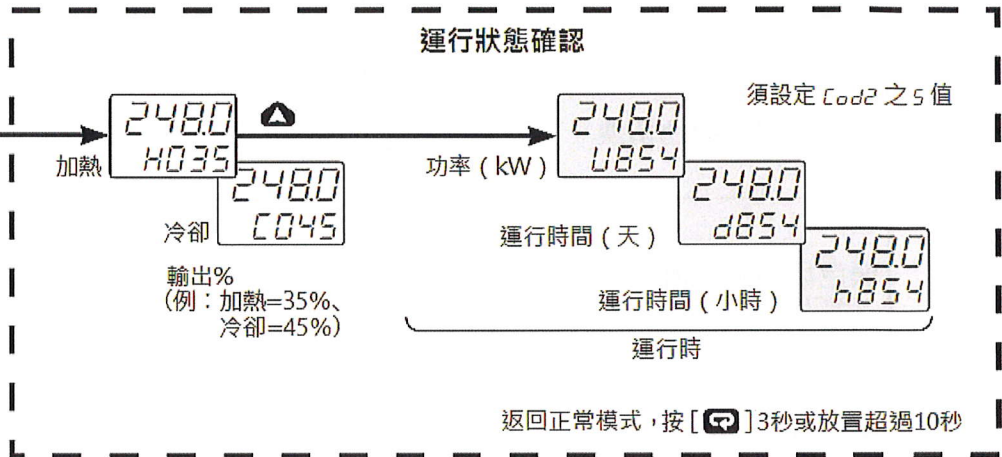 運行狀態確認
須設定 Cod2 之 5 值
248.0
H035
加熱
248.0
C045
冷卻
輸出%
(例:加熱=35%、
冷卻=45%)
功率(kW)
248.0
U854
運行時間(天)
248.0
d854
運行時間(小時)
248.0
h854
運行時
返回正常模式,按[ ]3秒或放置超過10秒